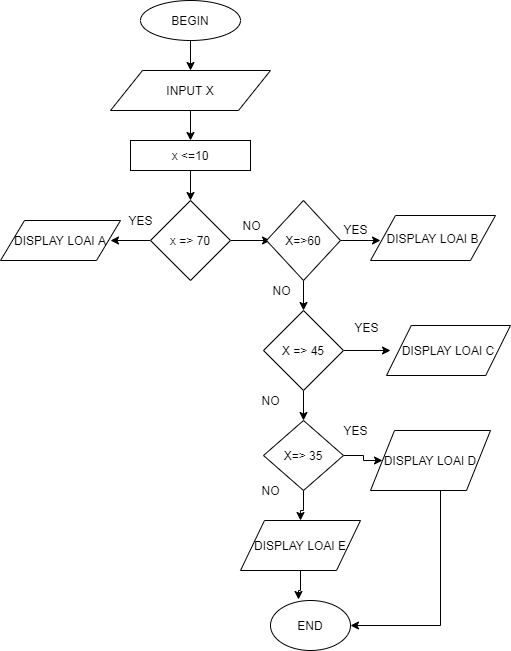 BEGIN
INPUT X
x <=10
YES
NO
YES
DISPLAY LOAI A
x => 70
X=>60
DISPLAY LOAI B
NO
YES
X => 45
DISPLAY LOAI C
NO
YES
X=> 35
DISPLAY LOAI D
NO
DISPLAY LOAI E
END